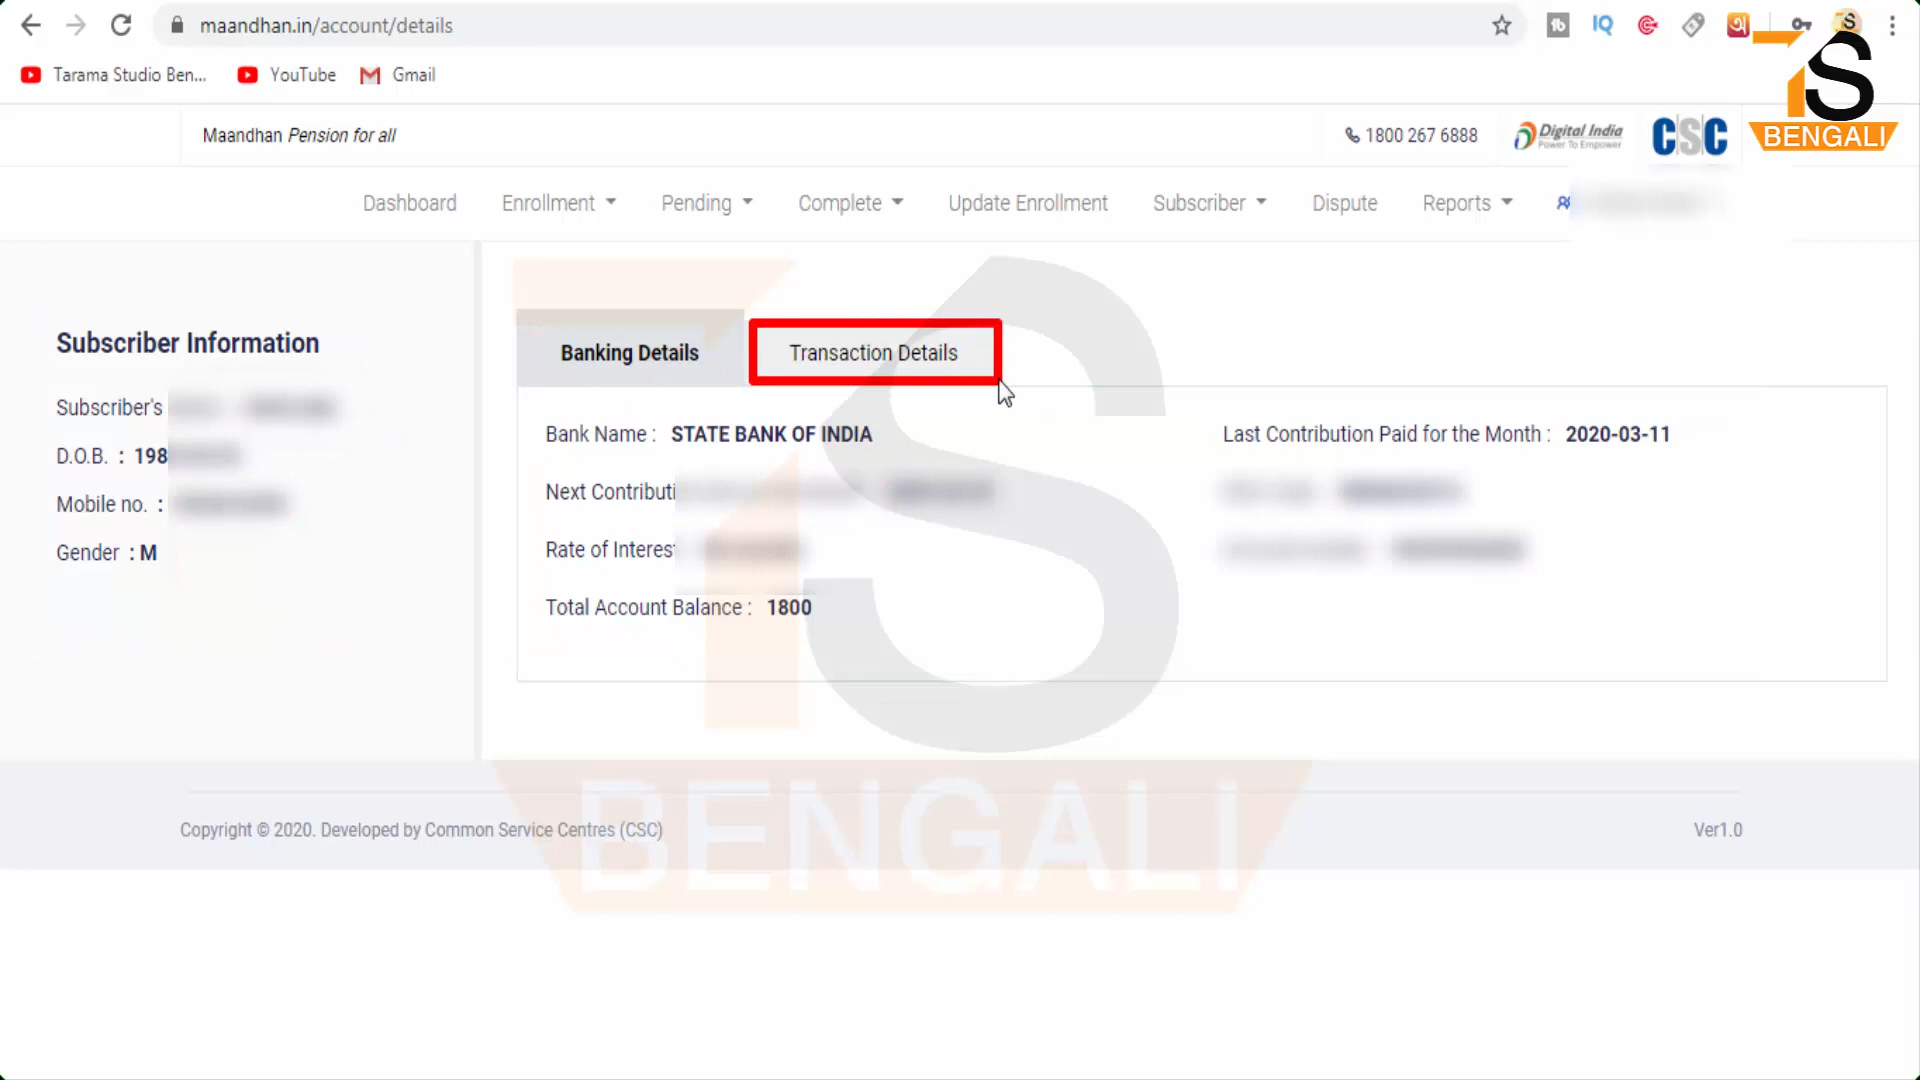 maandhan.in/account/details
Tarama Studio Ben...
YouTube
Gmail
Maandhan Pension for all
1800 267 6888
Digital India
Power To Empower
CSC
S
BENGALI
Dashboard
Enrollment
Pending
Complete
Update Enrollment
Subscriber
Dispute
Reports
Subscriber Information
Subscriber's
D.O.B. : 198
Mobile no. :
Gender : M
Banking Details
Transaction Details
Bank Name : STATE BANK OF INDIA
Last Contribution Paid for the Month : 2020-03-11
Next Contributi
Rate of Interest
Total Account Balance : 1800
S
BENGALI
Copyright © 2020. Developed by Common Service Centres (CSC)
Ver1.0